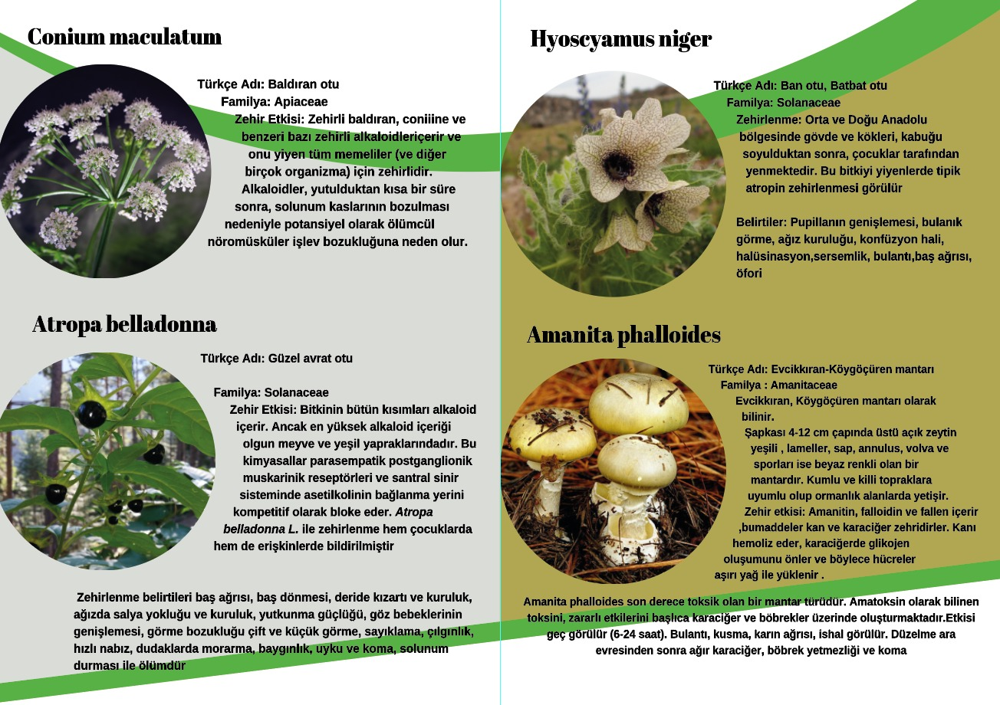 Conium maculatum
Türkçe Adı: Baldıran otu
Familya: Apiaceae
Zehir Etkisi: Zehirli baldıran, coniiine ve
benzeri bazı zehirli alkaloidleriçerir ve
onu yiyen tüm memeliler (ve diğer
birçok organizma) için zehirlidir.
Alkaloidler, yutulduktan kısa bir süre
sonra, solunum kaslarının bozulması
nedeniyle potansiyel olarak ölümcül
nöromüsküler işlev bozukluğuna neden olur.
Atropa belladonna
Türkçe Adı: Güzel avrat otu
Familya: Solanaceae
Zehir Etkisi: Bitkinin bütün kısımları alkaloid
içerir. Ancak en yüksek alkaloid içeriği
olgun meyve ve yeşil yapraklarındadır. Bu
kimyasallar parasempatik postganglionik
muskarinik reseptörleri ve santral sinir
sisteminde asetilkolinin bağlanma yerini
kompetitif olarak bloke eder. Atropa
belladonna L. ile zehirlenme hem çocuklarda
hem de erişkinlerde bildirilmiştir
Zehirlenme belirtileri baş ağrısı, baş dönmesi, deride kızartı ve kuruluk,
ağızda salya yokluğu ve kuruluk, yutkunma güçlüğü, göz bebeklerinin
genişlemesi, görme bozukluğu çift ve küçük görme, sayıklama, çılgınlık,
hızlı nabız, dudaklarda morarma, baygınlık, uyku ve koma, solunum
durması ile ölümdür
Hyoscyamus niger
Türkçe Adı: Ban otu, Batbat otu
Familya: Solanaceae
Zehirlenme: Orta ve Doğu Anadolu
bölgesinde gövde ve kökleri, kabuğu
soyulduktan sonra, çocuklar tarafından
yenmektedir. Bu bitkiyi yiyenlerde tipik
atropin zehirlenmesi görülür
Belirtiler: Pupillanın genişlemesi, bulanık
görme, ağız kuruluğu, konfüzyon hali,
halüsinasyon,sersemlik, bulantı,baş ağrısı,
öfori
Amanita phalloides
Türkçe Adı: Evcikkıran-Köygöçüren mantarı
Familya : Amanitaceae
Evcikkıran, Köygöçüren mantarı olarak
bilinir.
Şapkası 4-12 cm çapında üstü açık zeytin
yeşili , lameller, sap, annulus, volva ve
sporları ise beyaz renkli olan bir
mantardır. Kumlu ve killi topraklara
uyumlu olup ormanlık alanlarda yetişir.
Zehir etkisi: Amanitin, falloidin ve fallen içerir
,bumaddeler kan ve karaciğer zehridirler. Kanı
hemoliz eder, karaciğerde glikojen
oluşumunu önler ve böylece hücreler
aşırı yağ ile yüklenir .
Amanita phalloides son derece toksik olan bir mantar türüdür. Amatoksin olarak bilinen
toksini, zararlı etkilerini başlıca karaciğer ve böbrekler üzerinde oluşturmaktadır.Etkisi
geç görülür (6-24 saat). Bulantı, kusma, karın ağrısı, ishal görülür. Düzelme ara
evresinden sonra ağır karaciğer, böbrek yetmezliği ve koma